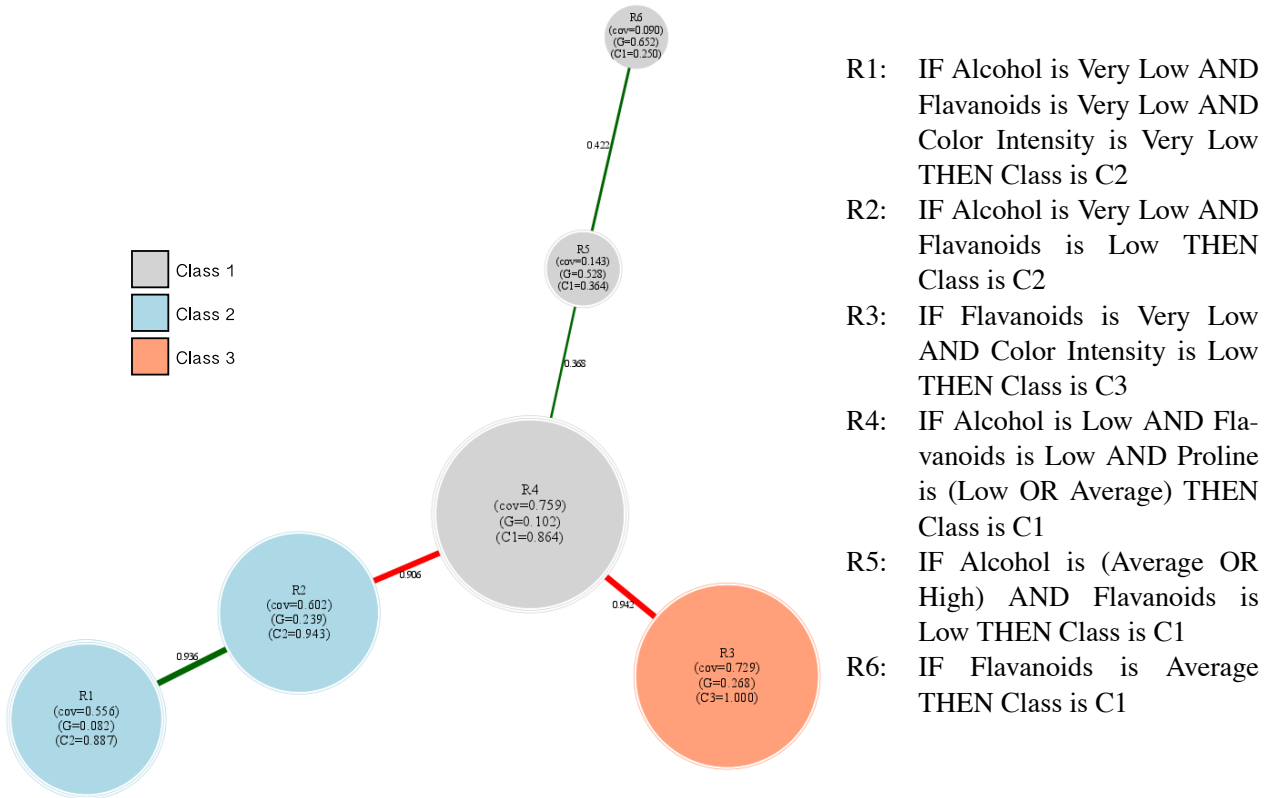 R6
(cov=0.090)
(G=0.652)
(C1=0.250)
0.422
R5
(cov=0.143)
(G=0.528)
(C1=0.364)
0.368
Class 1
Class 2
Class 3
R4
(cov=0.759)
(G=0.102)
(C1=0.864)
0.906
0.942
R2
(cov=0.602)
(G=0.239)
(C2=0.943)
0.936
R3
(cov=0.729)
(G=0.268)
(C3=1.000)
R1
(cov=0.556)
(G=0.082)
(C2=0.887)
R1: IF Alcohol is Very Low AND
Flavanoids is Very Low AND
Color Intensity is Very Low
THEN Class is C2
R2: IF Alcohol is Very Low AND
Flavanoids is Low THEN
Class is C2
R3: IF Flavanoids is Very Low
AND Color Intensity is Low
THEN Class is C3
R4: IF Alcohol is Low AND Fla-
vanoids is Low AND Proline
is (Low OR Average) THEN
Class is C1
R5: IF Alcohol is (Average OR
High) AND Flavanoids is
Low THEN Class is C1
R6: IF Flavanoids is Average
THEN Class is C1